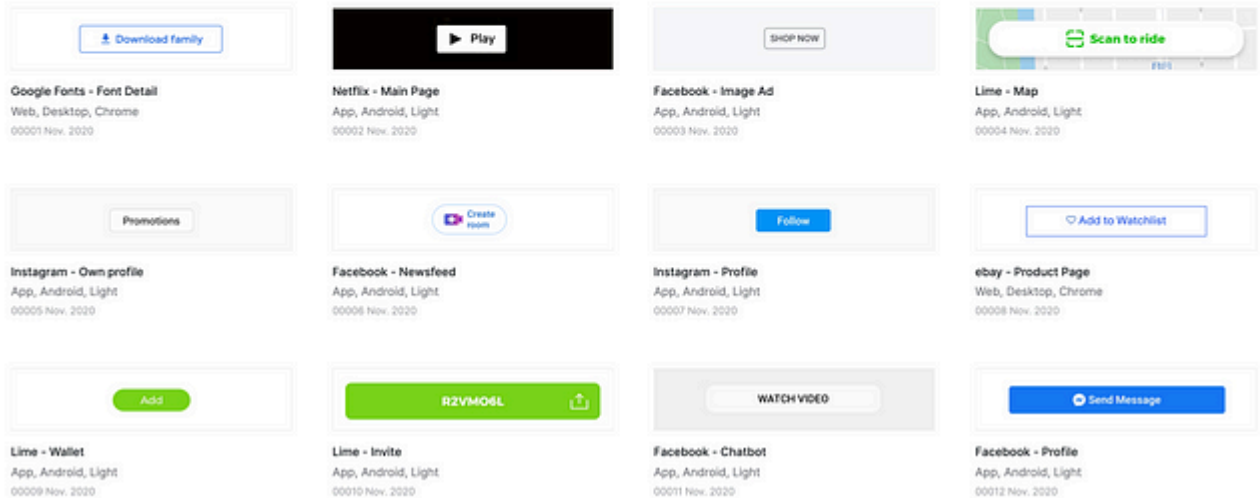 Download family
Google Fonts - Font Detail
Web, Desktop, Chrome
00001 Nov. 2020
Play
Netflix - Main Page
App, Android, Light
00002 Nov. 2020
SHOP NOW
Facebook - Image Ad
App, Android, Light
00003 Nov. 2020
Scan to ride
Lime - Map
App, Android, Light
00004 Nov. 2020
Promotions
Instagram - Own profile
App, Android, Light
00005 Nov. 2020
Create
room
Facebook - Newsfeed
App, Android, Light
00006 Nov. 2020
Follow
Instagram - Profile
App, Android, Light
00007 Nov. 2020
Add to Watchlist
ebay - Product Page
Web, Desktop, Chrome
00008 Nov. 2020
Add
Lime - Wallet
App, Android, Light
00009 Nov. 2020
R2VMO6L
Lime - Invite
App, Android, Light
00010 Nov. 2020
WATCH VIDEO
Facebook - Chatbot
App, Android, Light
00011 Nov. 2020
Send Message
Facebook - Profile
App, Android, Light
00012 Nov. 2020